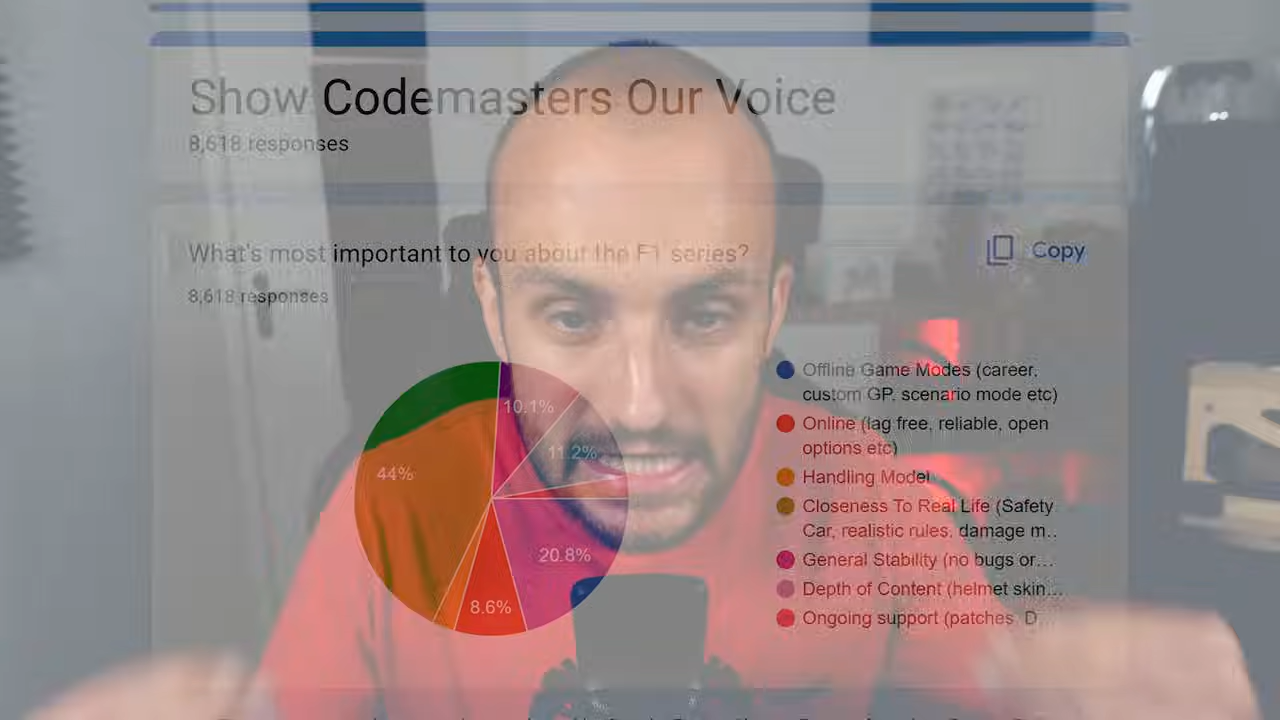 Show Codemasters Our Voice
8,618 responses
What's most important to you about the F1 series?
Copy
8,618 responses
Offline Game Modes (career,
custom GP, scenario mode etc)
10.1%
Online (lag free, reliable, open
options etc)
11.2%
44%
Handling Model
Closeness To Real Life (Safety
Car, realistic rules, damage m..
20.8%
General Stability (no bugs or…
Depth of Content (helmet skin…
8.6%
Ongoing support (patches, D…